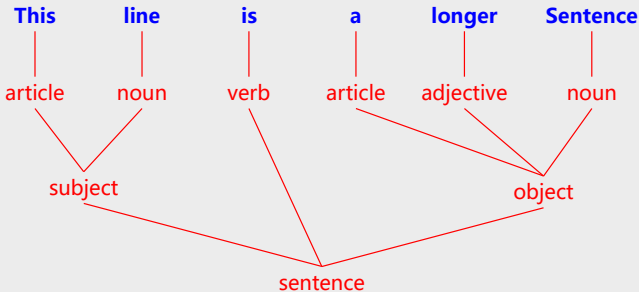 This line is a longer Sentence
article noun verb article adjective noun
subject object
sentence